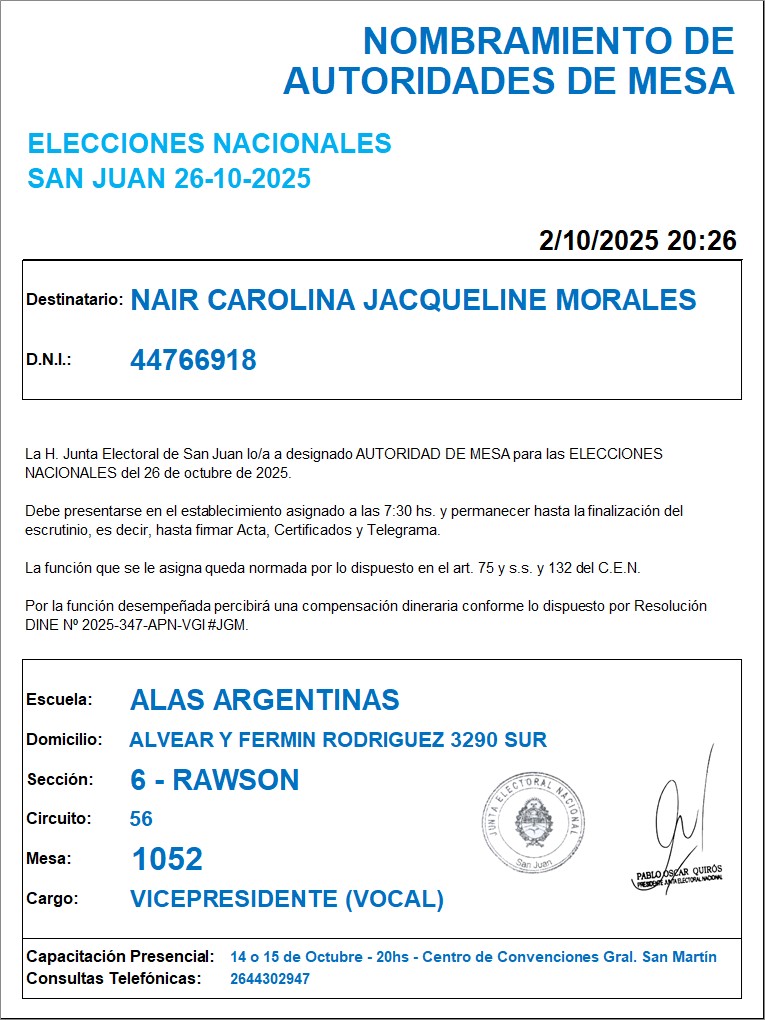 NOMBRAMIENTO DE
AUTORIDADES DE MESA
ELECCIONES NACIONALES
SAN JUAN 26-10-2025
2/10/2025 20:26
Destinatario: NAIR CAROLINA JACQUELINE MORALES
D.N.I.: 44766918
La H. Junta Electoral de San Juan lo/a a designado AUTORIDAD DE MESA para las ELECCIONES
NACIONALES del 26 de octubre de 2025.
Debe presentarse en el establecimiento asignado a las 7:30 hs. y permanecer hasta la finalización del
escrutinio, es decir, hasta firmar Acta, Certificados y Telegrama.
La función que se le asigna queda normada por lo dispuesto en el art. 75 y s.s. y 132 del C.E.N.
Por la función desempeñada percibirá una compensación dineraria conforme lo dispuesto por Resolución
DINE Nº 2025-347-APN-VGI#JGM.
Escuela: ALAS ARGENTINAS
Domicilio: ALVEAR Y FERMIN RODRIGUEZ 3290 SUR
Sección: 6 - RAWSON
Circuito: 56
Mesa: 1052
Cargo: VICEPRESIDENTE (VOCAL)
JUNTA ELECTORAL NACIONAL
San Juan
PABLO OSCAR QUIRÓS
PRESIDENTE JUNTA ELECTORAL NACIONAL
Capacitación Presencial: 14 o 15 de Octubre - 20hs - Centro de Convenciones Gral. San Martín
Consultas Telefónicas: 2644302947